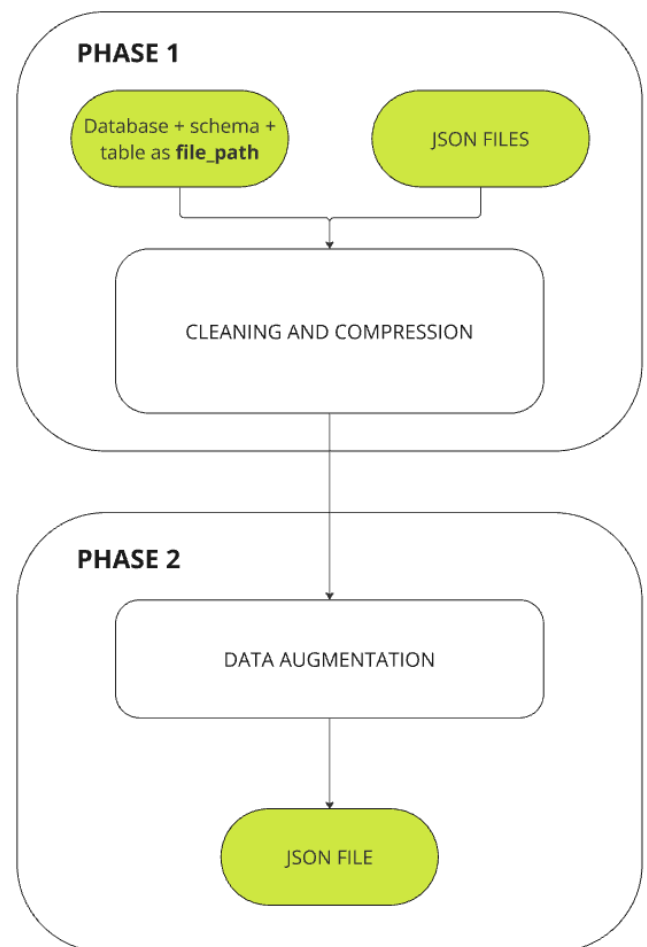 PHASE 1
Database + schema +
table as file_path
JSON FILES
CLEANING AND COMPRESSION
PHASE 2
DATA AUGMENTATION
JSON FILE